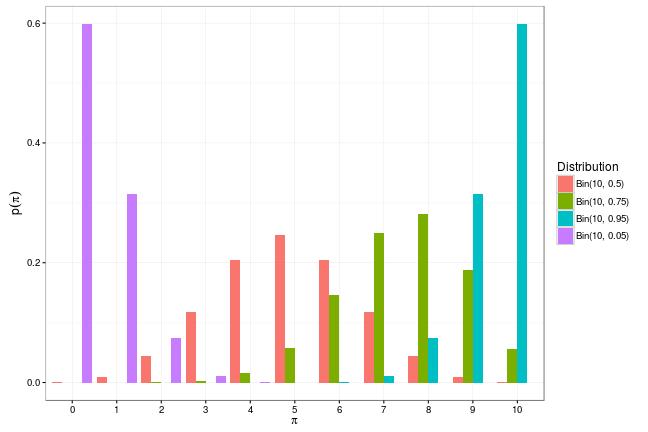 0.6
0.4
0.2
0.0
p(π)
0 1 2 3 4 5 6 7 8 9 10
π
Distribution
Bin(10, 0.5)
Bin(10, 0.75)
Bin(10, 0.95)
Bin(10, 0.05)